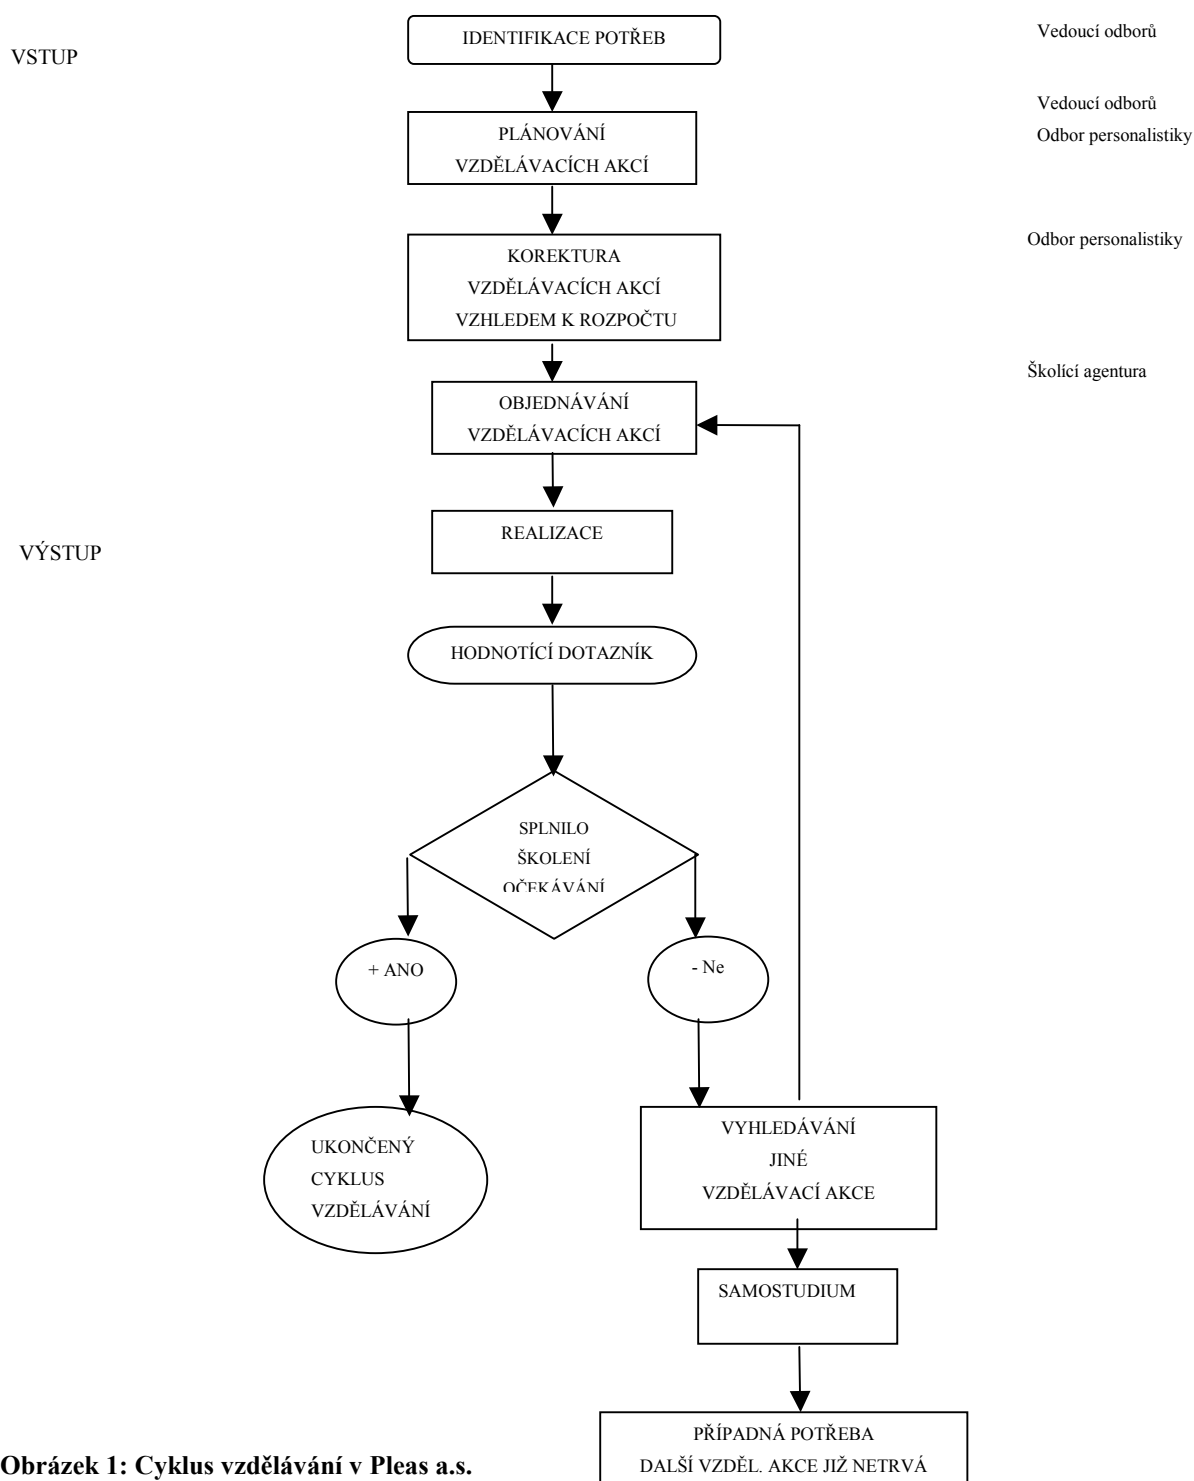 IDENTIFIKACE POTŘEB
Vedoucí odborů
VSTUP
Vedoucí odborů
PLÁNOVÁNÍ
VZDĚLÁVACÍCH AKCÍ
Odbor personalistiky
KOREKTURA
VZDĚLÁVACÍCH AKCÍ
VZHLEDEM K ROZPOČTU
Odbor personalistiky
Školící agentura
OBJEDNÁVÁNÍ
VZDĚLÁVACÍCH AKCÍ
REALIZACE
VÝSTUP
HODNOTÍCÍ DOTAZNÍK
SPLNILO
ŠKOLENÍ
OČEKÁVÁNÍ
+ ANO
- Ne
UKONČENÝ
CYKLUS
VZDĚLÁVÁNÍ
VYHLEDÁVÁNÍ
JINÉ
VZDĚLÁVACÍ AKCE
SAMOSTUDIUM
PŘÍPADNÁ POTŘEBA
DALŠÍ VZDĚL. AKCE JIŽ NETRVÁ
Obrázek 1: Cyklus vzdělávání v Pleas a.s.